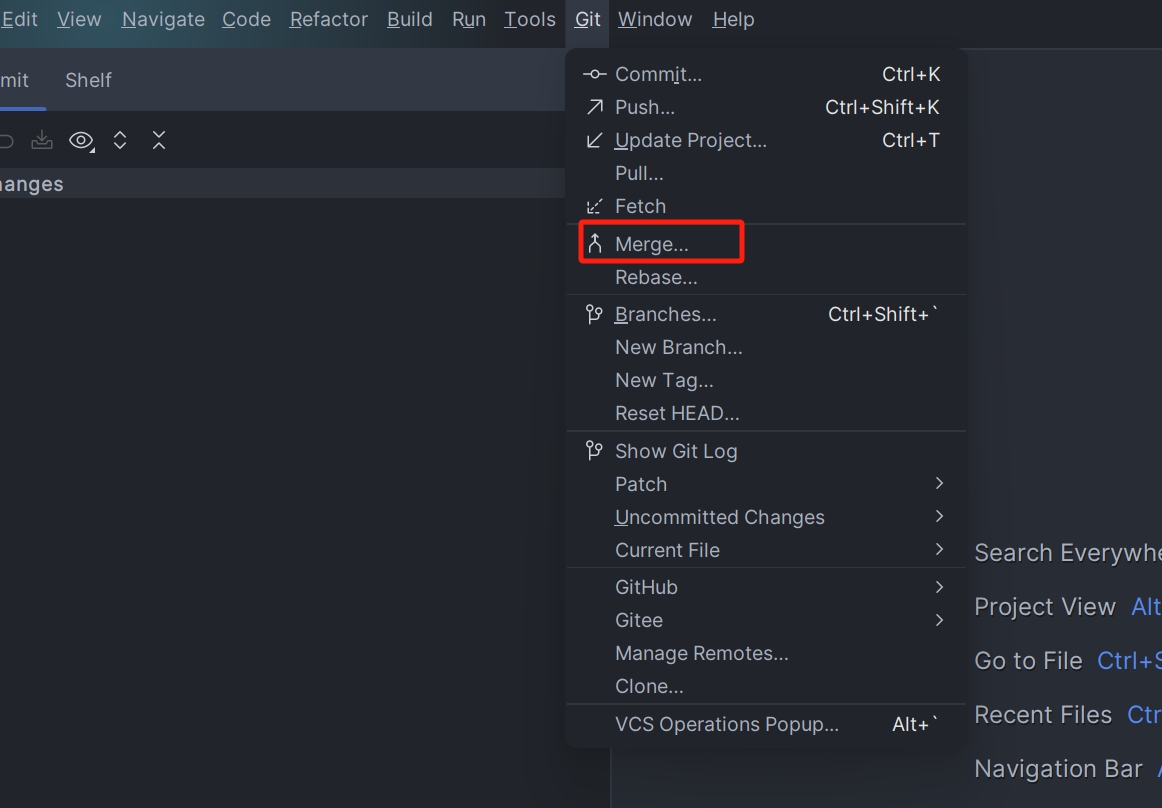 Edit View Navigate Code Refactor Build Run Tools Git Window Help
mit Shelf
anges
Commit... Ctrl+K
Push... Ctrl+Shift+K
Update Project... Ctrl+T
Pull...
Fetch
Merge...
Rebase...
Branches... Ctrl+Shift+`
New Branch...
New Tag...
Reset HEAD...
Show Git Log
Patch
Uncommitted Changes
Current File
GitHub
Gitee
Manage Remotes...
Clone...
VCS Operations Popup... Alt+`
Search Everywhe
Project View Alt
Go to File Ctrl+S
Recent Files Ctr
Navigation Bar A